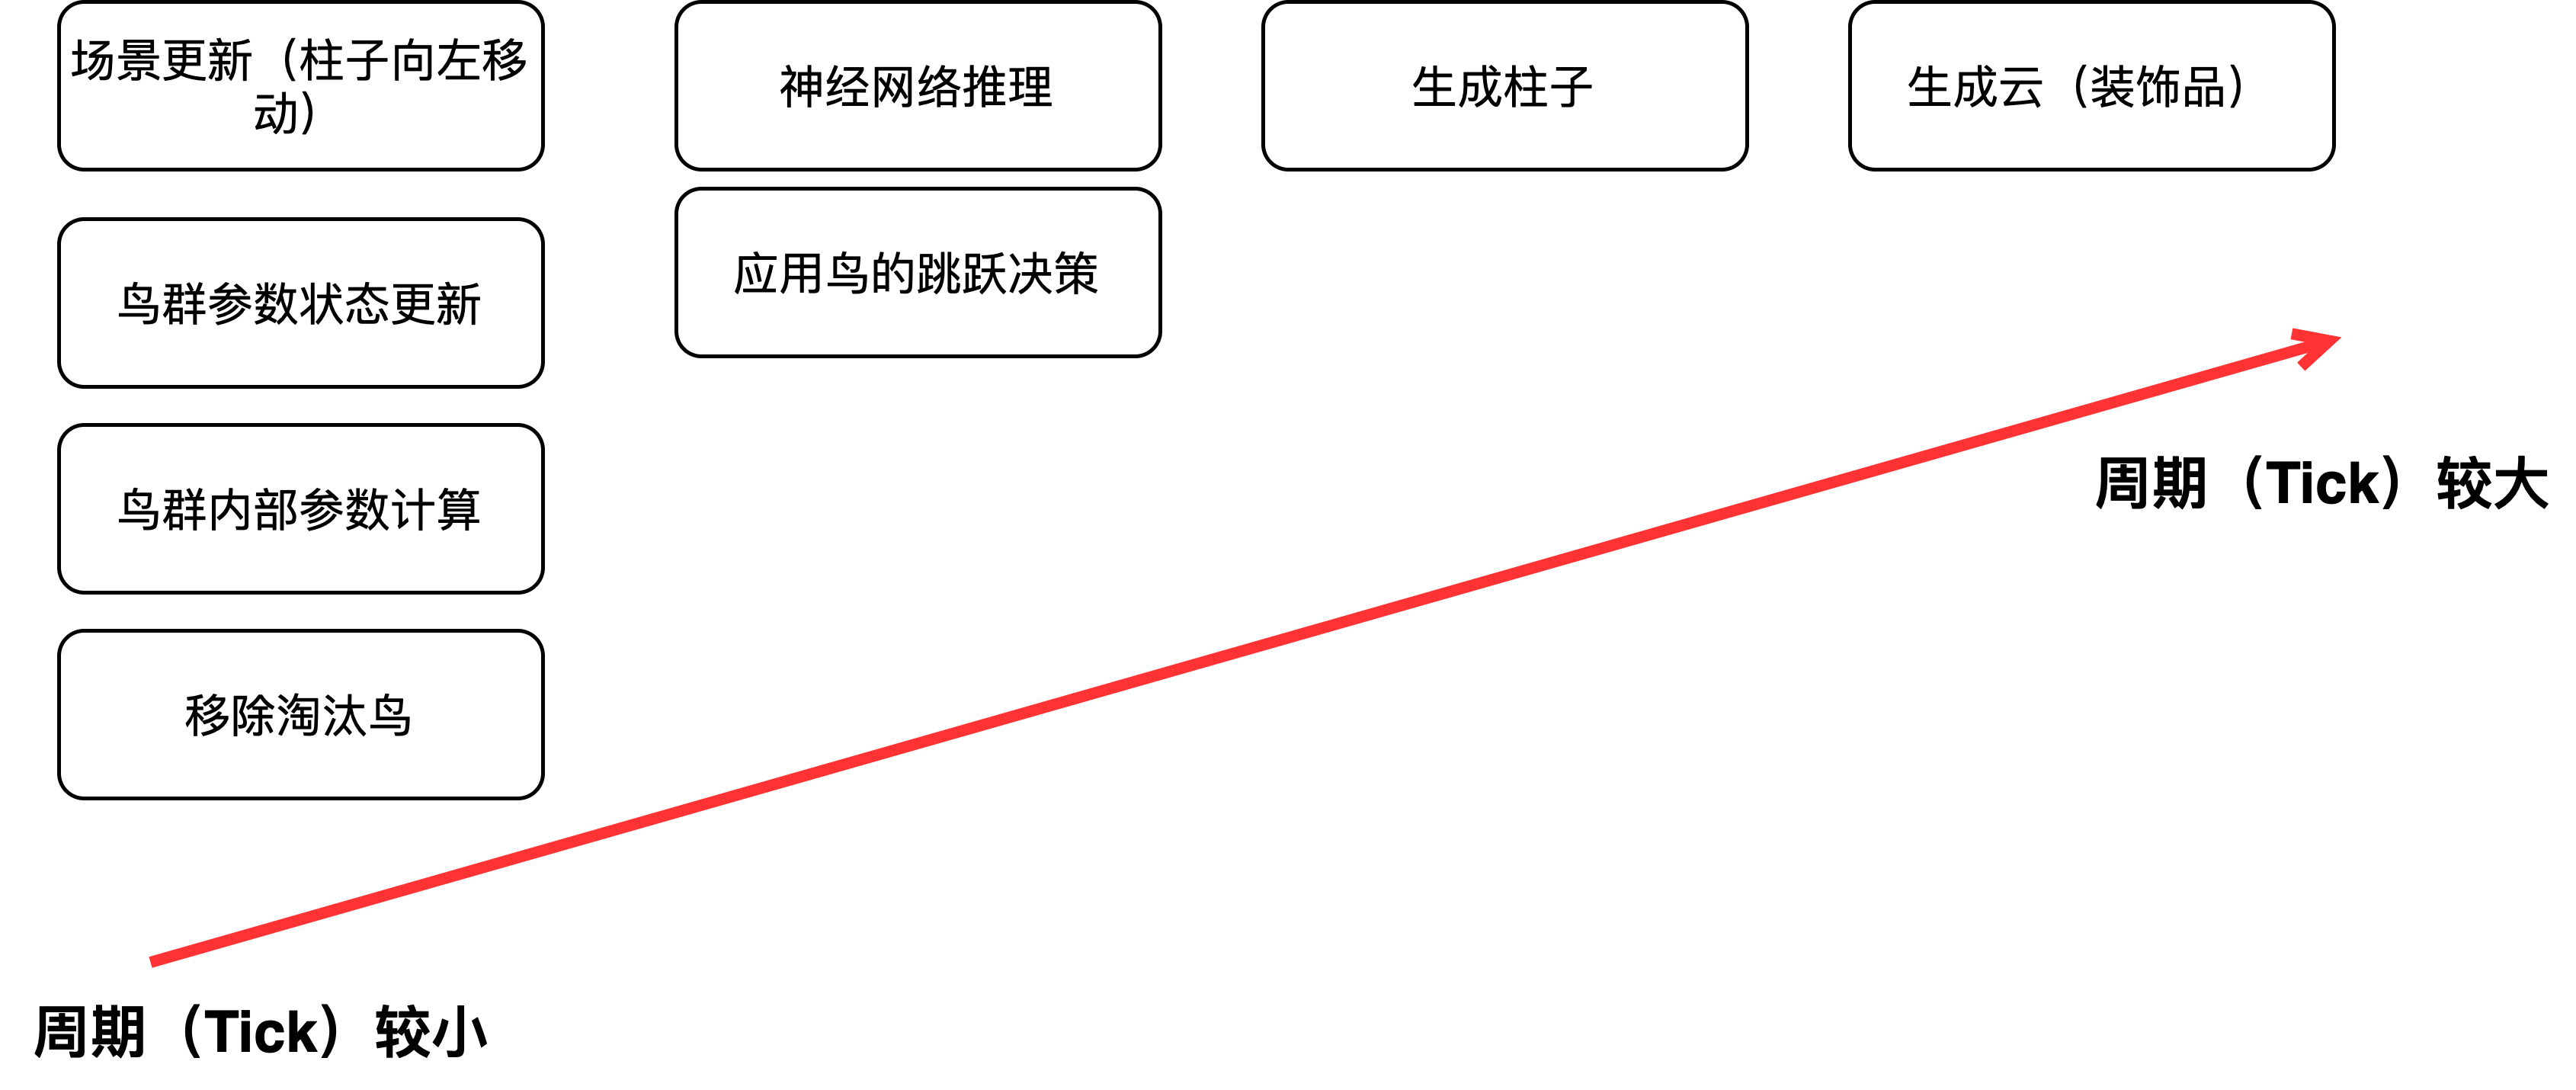 场景更新（柱子向左移
动）
神经网络推理
生成柱子
生成云（装饰品）
鸟群参数状态更新
应用鸟的跳跃决策
鸟群内部参数计算
移除淘汰鸟
周期（Tick）较大
周期（Tick）较小